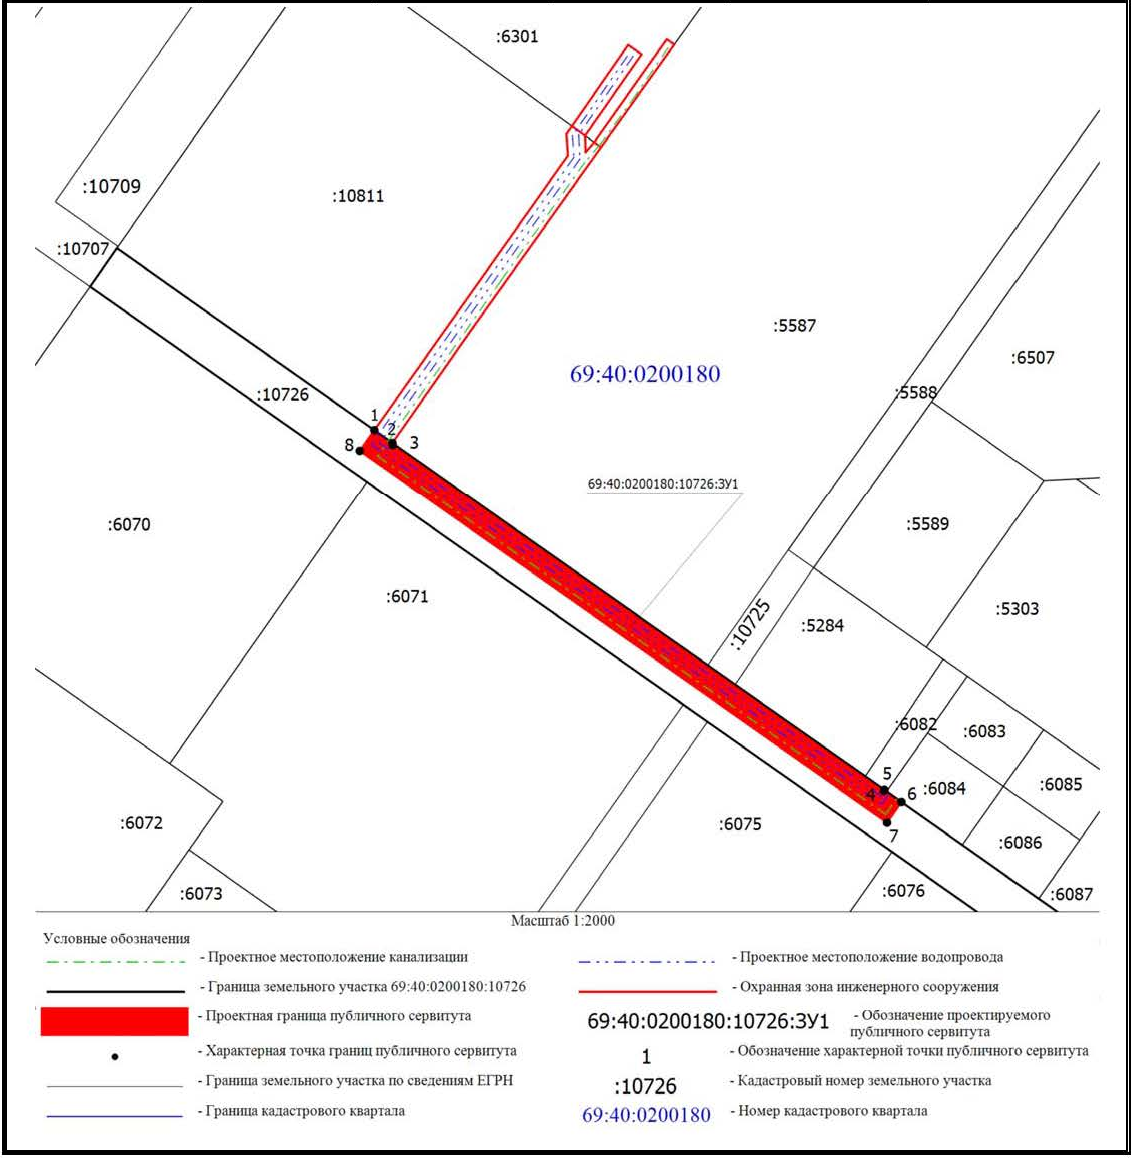 :6301
:10709
:10811
:10707
:5587
:6507
69:40:0200180
:5588
:10726
1
2
3
8
69:40:0200180:10726:ЗУ1
:6070
:5589
:6071
:10725
:5303
:5284
:6082
:6083
5
4
6
:6084
:6085
7
:6072
:6075
:6086
:6073
:6076
:6087
Масштаб 1:2000
Условные обозначения
- Проектное местоположение канализации
- Проектное местоположение водопровода
- Граница земельного участка 69:40:0200180:10726
- Охранная зона инженерного сооружения
- Проектная граница публичного сервитута
69:40:0200180:10726:ЗУ1 - Обозначение проектируемого
публичного сервитута
- Характерная точка границ публичного сервитута
1 - Обозначение характерной точки публичного сервитута
- Граница земельного участка по сведениям ЕГРН
:10726 - Кадастровый номер земельного участка
- Граница кадастрового квартала
69:40:0200180 - Номер кадастрового квартала